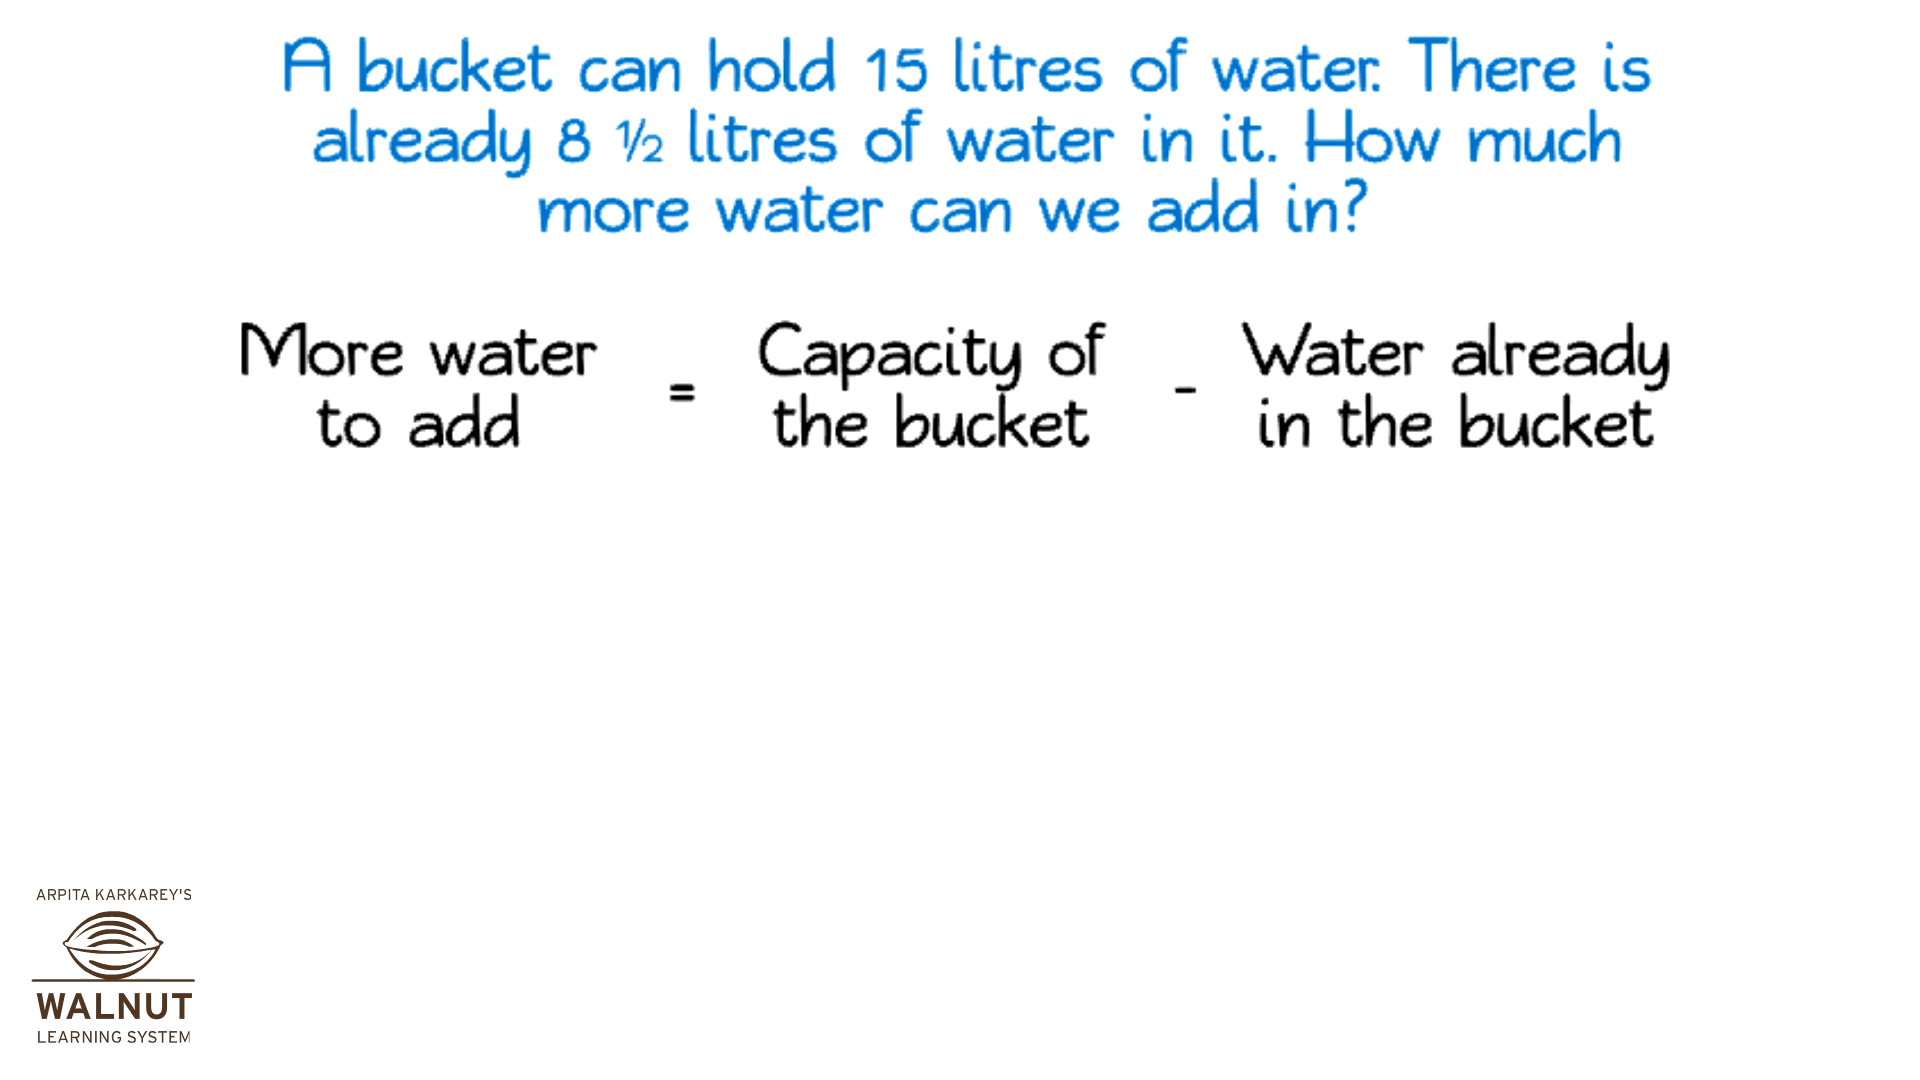 A bucket can hold 15 litres of water. There is
already 8 ½ litres of water in it. How much
more water can we add in?
More water
to add
=
Capacity of
the bucket
-
Water already
in the bucket
ARPITA KARKAREY'S
WALNUT
LEARNING SYSTEM